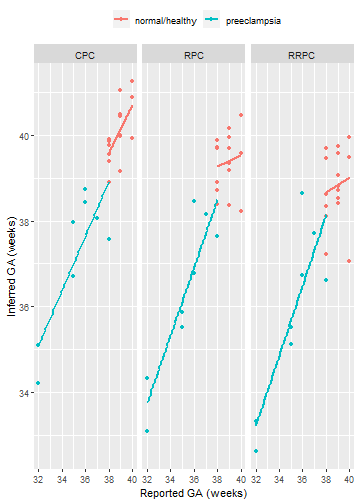 normal/healthy preeclampsia
CPC RPC RRPC
40
38
36
34
Inferred GA (weeks)
32 34 36 38 40 32 34 36 38 40 32 34 36 38 40
Reported GA (weeks)